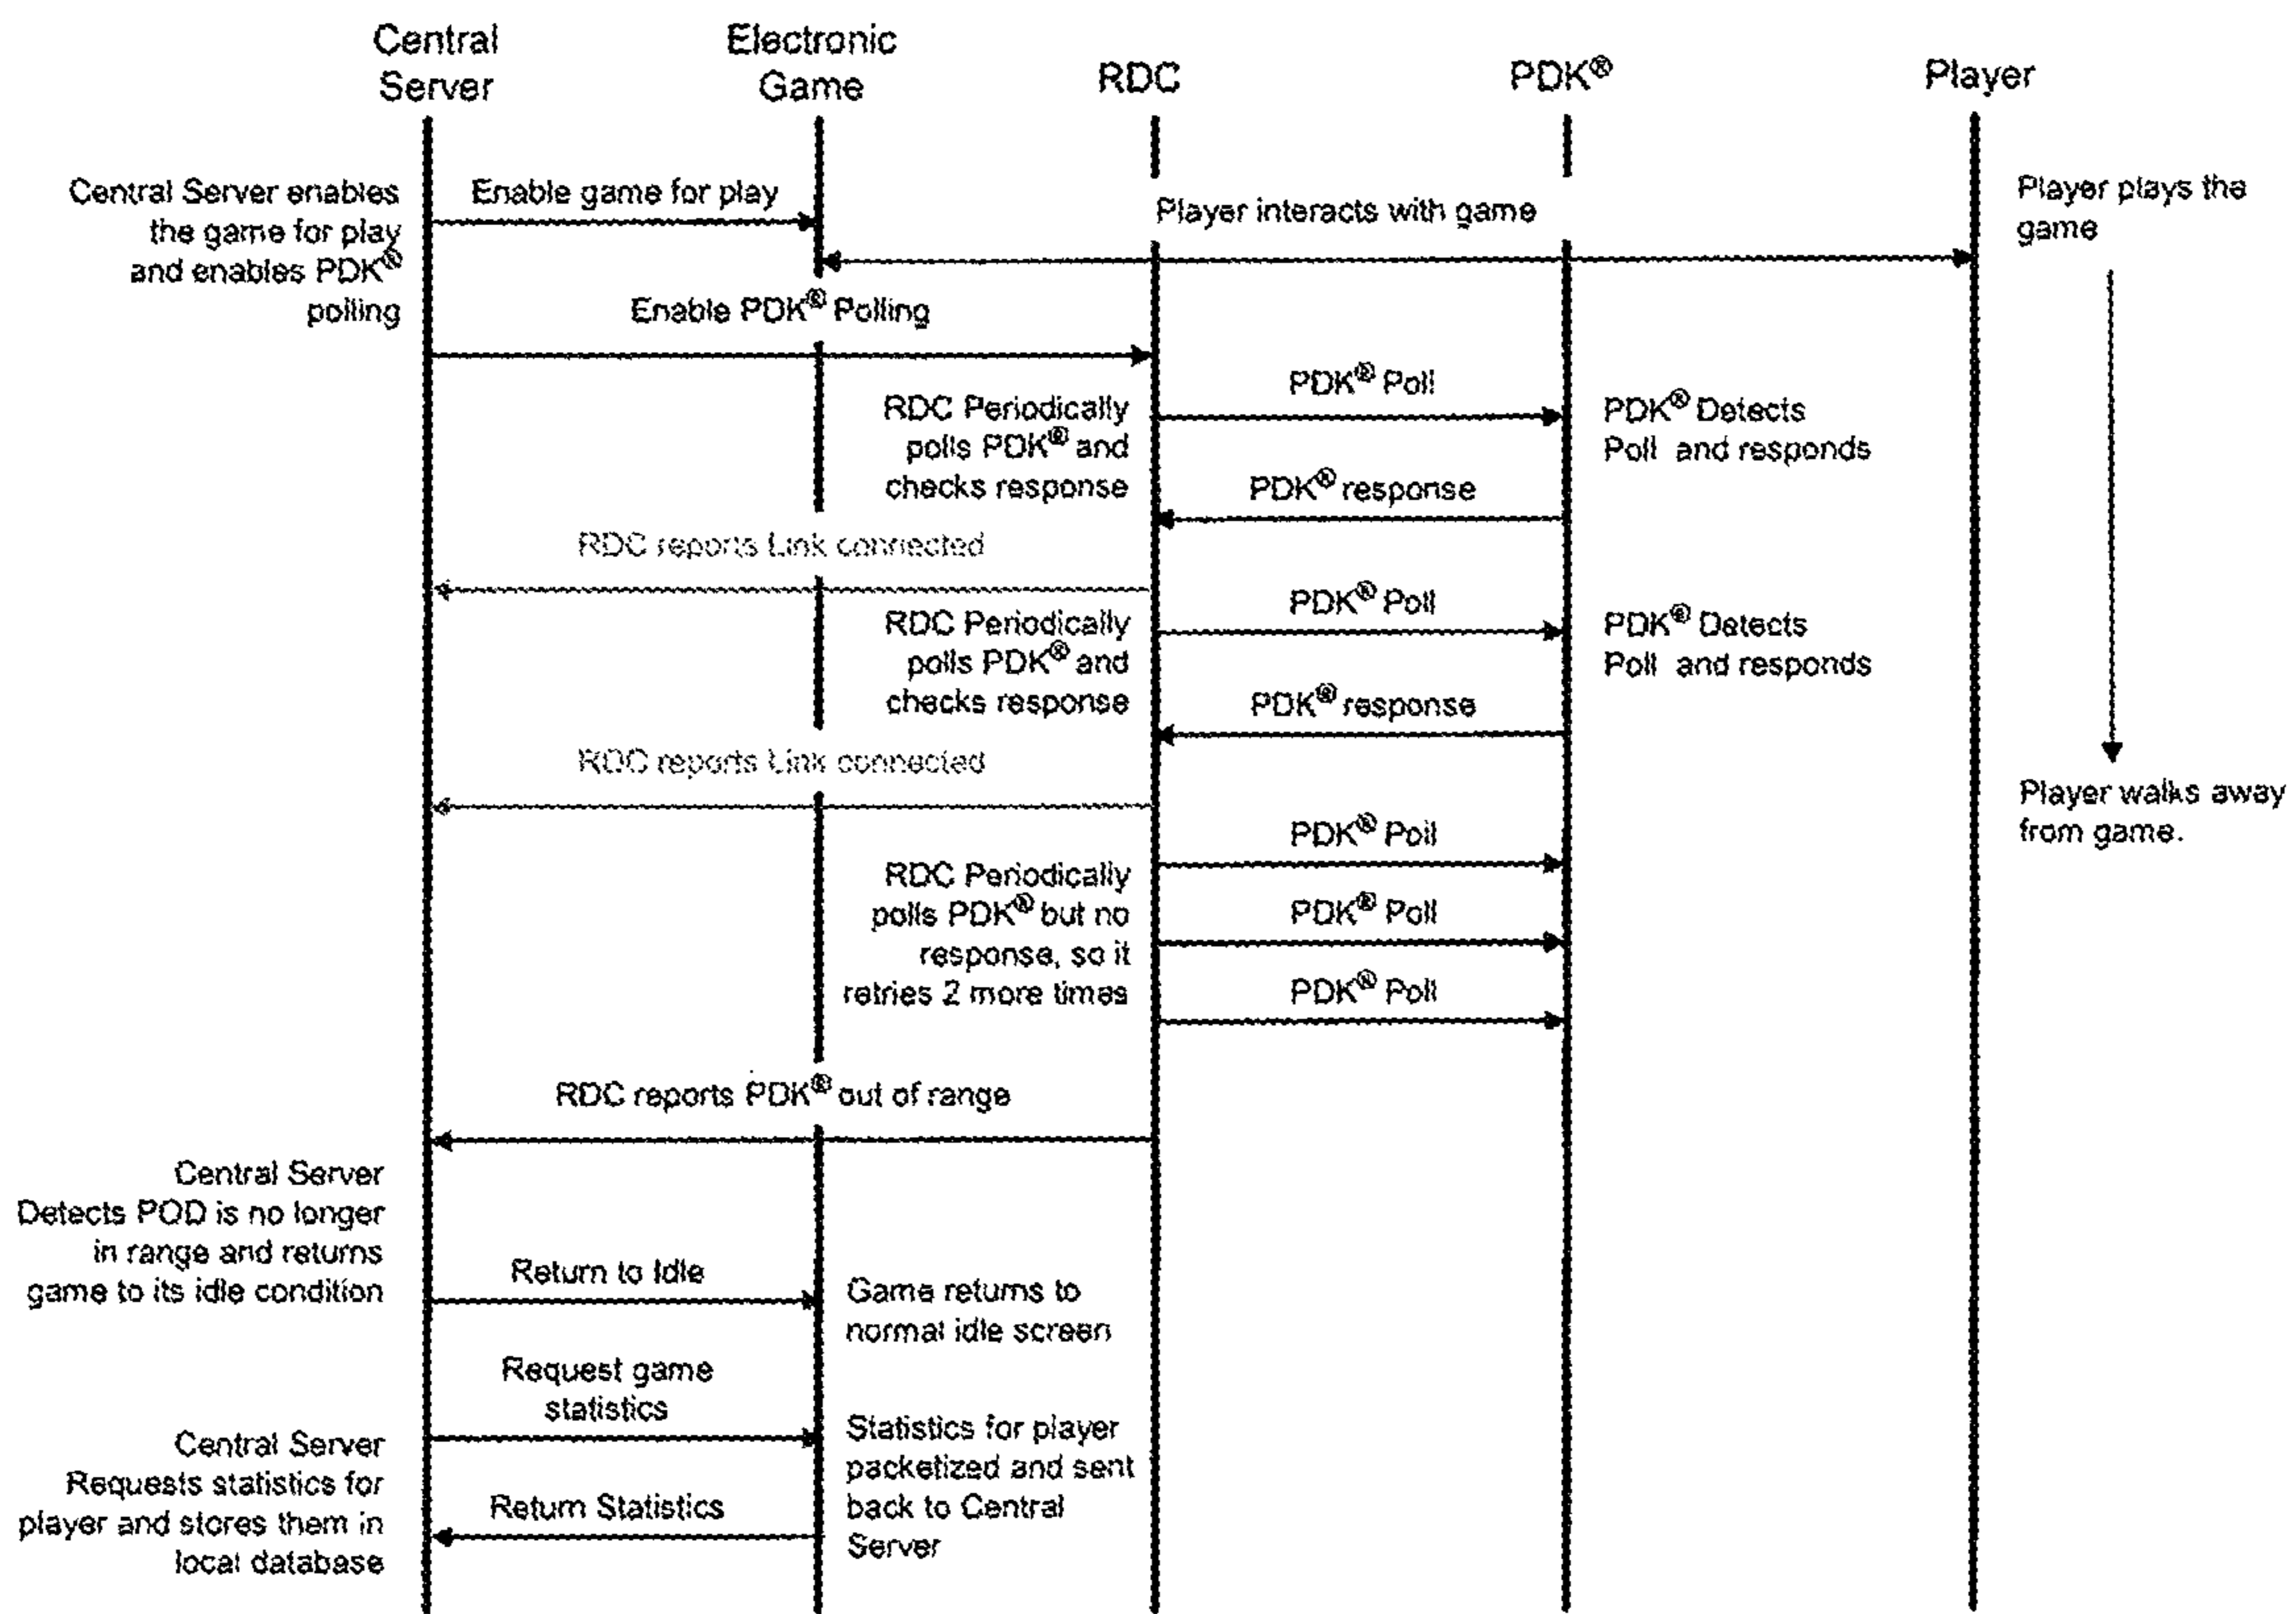 Central
Server
Electronic
Game
RDC
PDK®
Player
Central Server enables
the game for play
and enables PDK®
polling
Enable game for play
Player interacts with game
Player plays the
game
Enable PDK® Polling
PDK® Poll
RDC Periodically
polls PDK® and
checks response
PDK® Detects
Poll and responds
PDK® response
RDC reports Link connected
PDK® Poll
RDC Periodically
polls PDK® and
checks response
PDK® Detects
Poll and responds
PDK® response
RDC reports Link connected
Player walks away
from game.
PDK® Poll
RDC Periodically
polls PDK® but no
response, so it
retries 2 more times
PDK® Poll
PDK® Poll
RDC reports PDK® out of range
Central Server
Detects POD is no longer
in range and returns
game to its idle condition
Return to Idle
Game returns to
normal idle screen
Request game
statistics
Central Server
Requests statistics for
player and stores them in
local database
Statistics for player
packetized and sent
back to Central
Server
Return Statistics